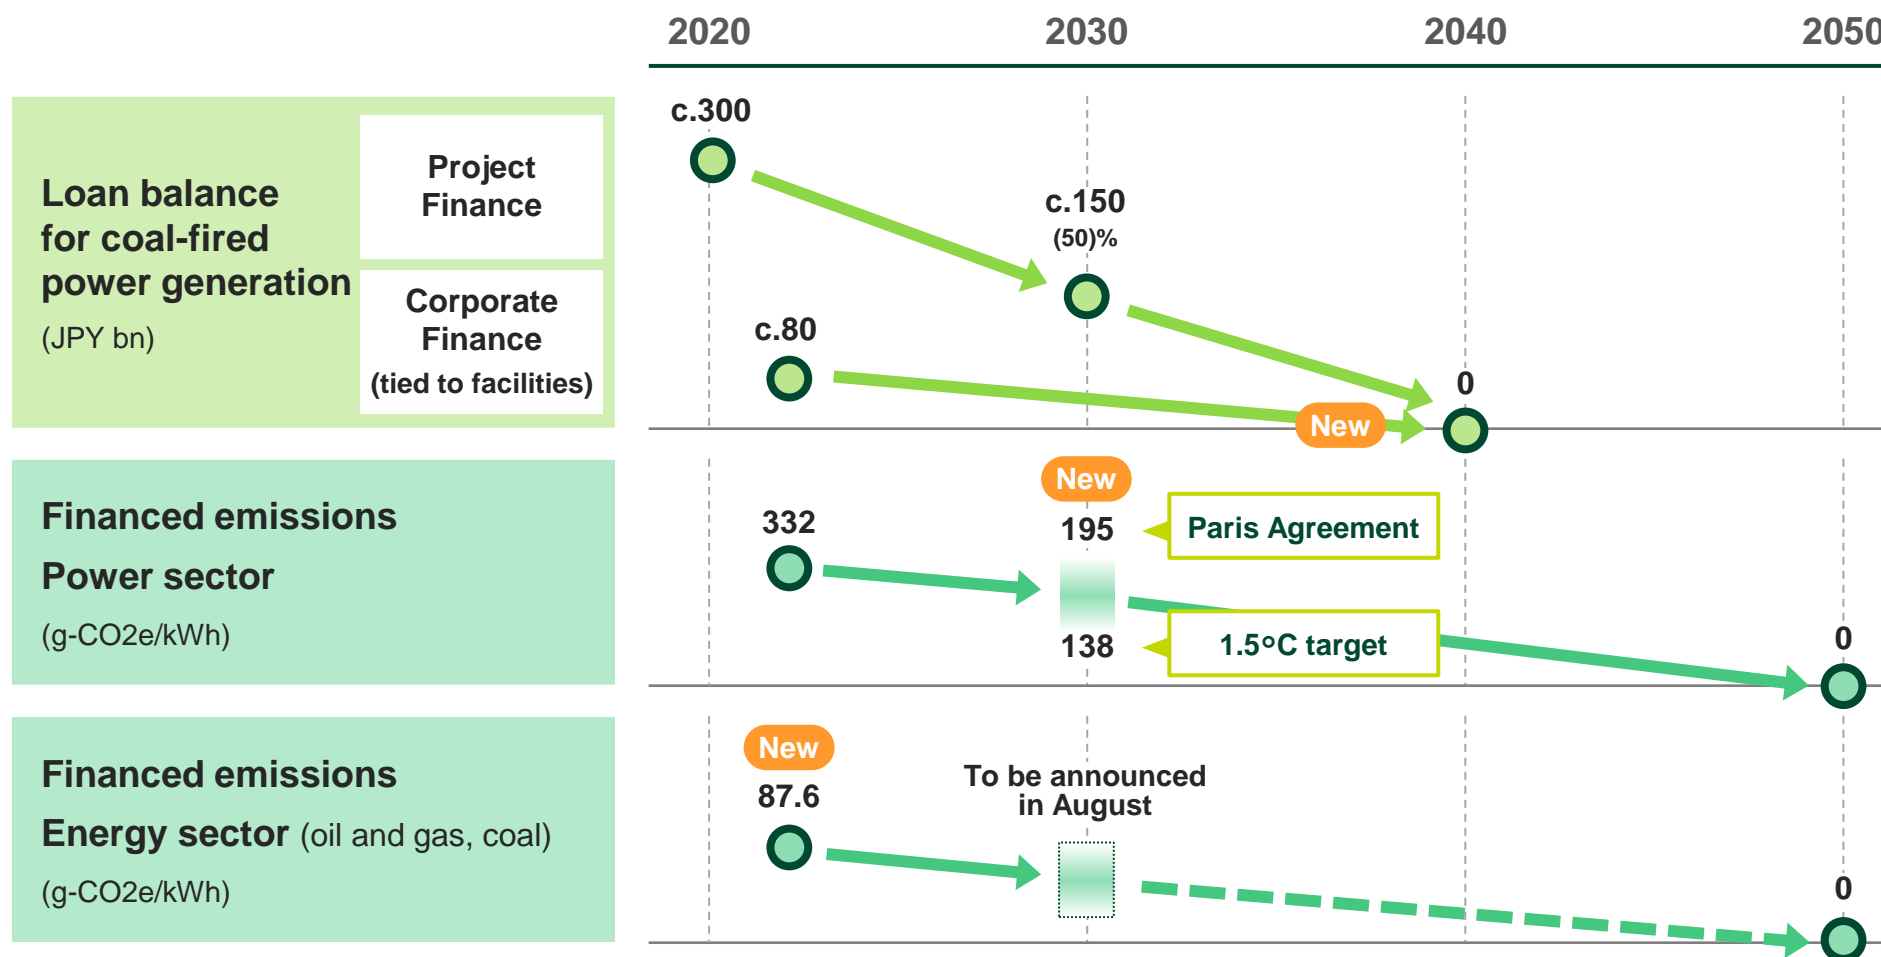 2020 2030 2040 2050
Loan balance
for coal-fired
power generation
(JPY bn)
Project
Finance
Corporate
Finance
(tied to facilities)
c.300
c.150
(50)%
c.80
0
New
Financed emissions
Power sector
(g-CO2e/kWh)
332
New
195
Paris Agreement
138
1.5°C target
0
Financed emissions
Energy sector (oil and gas, coal)
(g-CO2e/kWh)
New
87.6
To be announced
in August
0